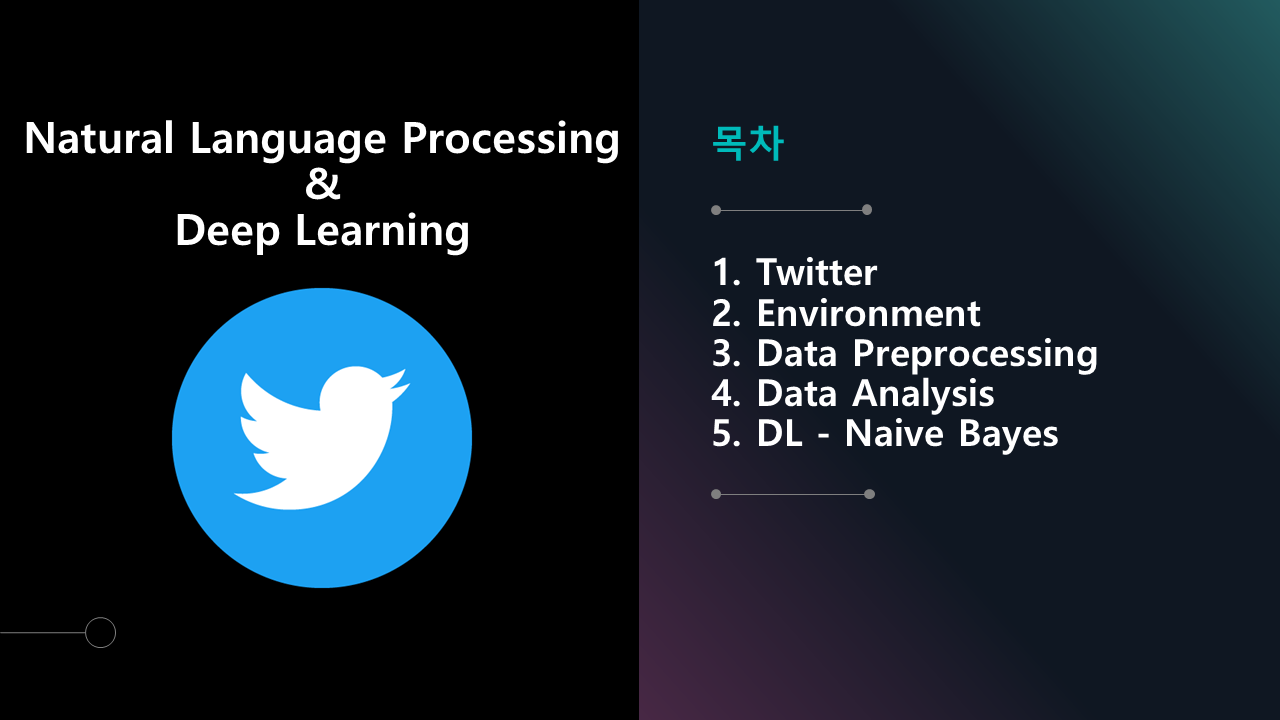 Natural Language Processing
&
Deep Learning
목차
1. Twitter
2. Environment
3. Data Preprocessing
4. Data Analysis
5. DL - Naive Bayes